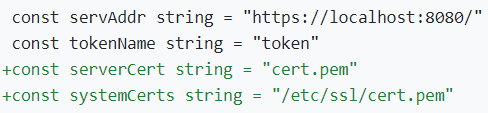 const servAddr string = "https://localhost:8080/"
const tokenName string = "token"
+const serverCert string = "cert.pem"
+const systemCerts string = "/etc/ssl/cert.pem"